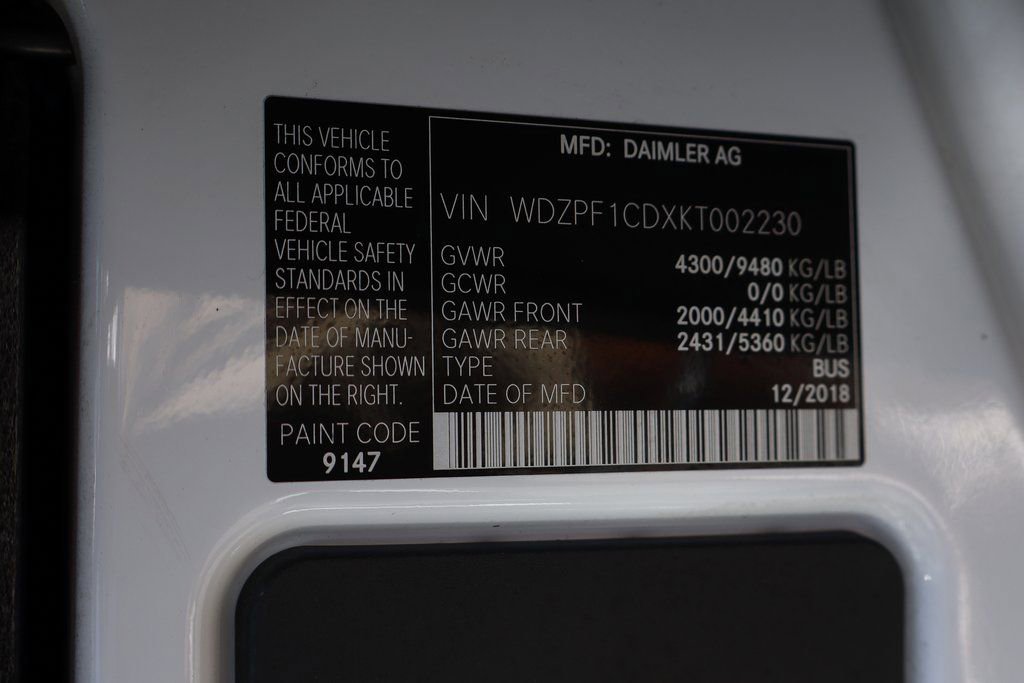 THIS VEHICLE
CONFORMS TO
ALL APPLICABLE
FEDERAL
VEHICLE SAFETY
STANDARDS IN
EFFECT ON THE
DATE OF MANU-
FACTURE SHOWN
ON THE RIGHT.
PAINT CODE
9147
MFD: DAIMLER AG
VIN WDZPF1CDXKT002230
GVWR 4300/9480 KG/LB
GCWR 0/0 KG/LB
GAWR FRONT 2000/4410 KG/LB
GAWR REAR 2431/5360 KG/LB
TYPE BUS
DATE OF MFD 12/2018